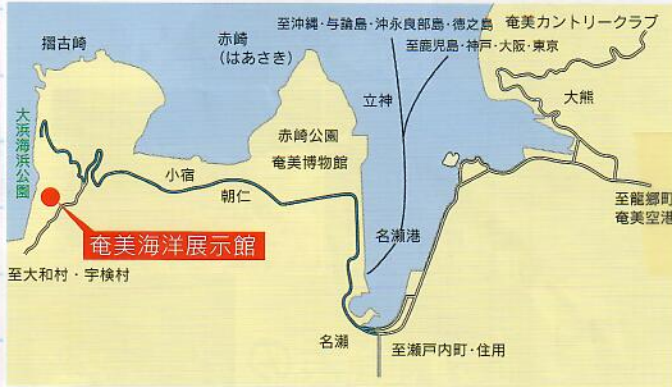 至沖縄・与論島・沖永良部島・徳之島
奄美カントリークラブ
摺古崎
赤崎
(はあさき)
至鹿児島・神戸・大阪・東京
立神
大熊
大浜海浜公園
赤崎公園
奄美博物館
小宿
朝仁
至龍郷町
奄美空港
名瀬港
奄美海洋展示館
至大和村・宇検村
名瀬
至瀬戸内町・住用